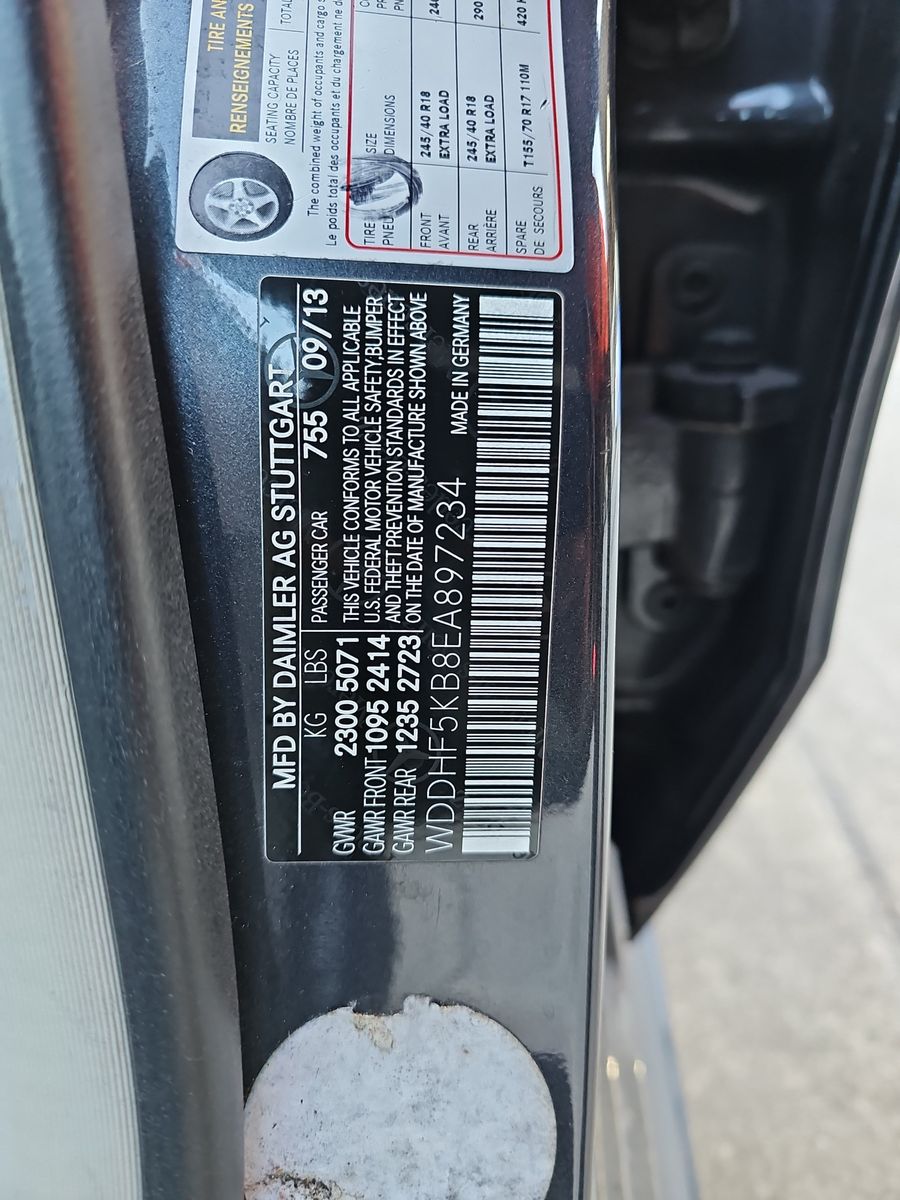 TIRE AN
RENSEIGNEMENTS
SEATING CAPACITY
NOMBRE DE PLACES
TOTAL
The combined weight of occupants and cargo
Le poids total des occupants et du chargement ne
TIRE SIZE
PNEU DIMENSIONS
FRONT 245/40 R18
AVANT EXTRA LOAD
REAR 245/40 R18 290
ARRIÈRE EXTRA LOAD
SPARE T155/70 R17 110M 420
DE SECOURS
MFD BY DAIMLER AG STUTTGART
KG LBS PASSENGER CAR 755 09/13
GVWR 2300 5071 THIS VEHICLE CONFORMS TO ALL APPLICABLE
GAWR FRONT 1095 2414 U.S. FEDERAL MOTOR VEHICLE SAFETY,BUMPER
GAWR REAR 1235 2723 AND THEFT PREVENTION STANDARDS IN EFFECT
ON THE DATE OF MANUFACTURE SHOWN ABOVE
WDDHF5KB8EA897234 MADE IN GERMANY